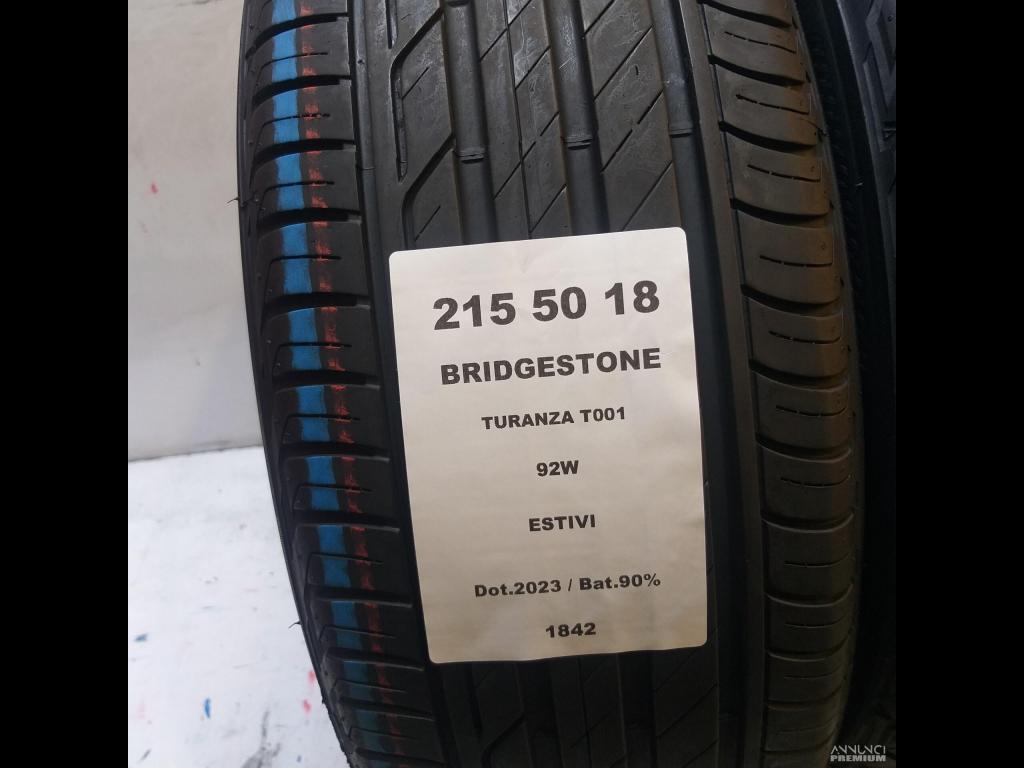 215 50 18
BRIDGESTONE
TURANZA T001
92W
ESTIVI
Dot.2023 / Bat.90%
1842
ANNUNCI
PREMIUM